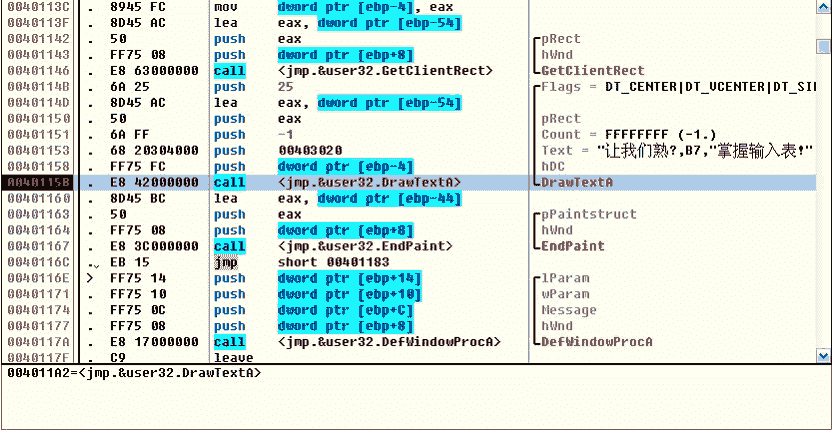 0040113C . 8945 FC mov dword ptr [ebp-4], eax
0040113F . 8D45 AC lea eax, dword ptr [ebp-54]
00401142 . 50 push eax pRect
00401143 . FF75 08 push dword ptr [ebp+8] hWnd
00401146 . E8 63000000 call <jmp.&user32.GetClientRect> GetClientRect
0040114B . 6A 25 push 25 Flags = DT_CENTER|DT_VCENTER|DT_SI
0040114D . 8D45 AC lea eax, dword ptr [ebp-54]
00401150 . 50 push eax pRect
00401151 . 6A FF push -1 Count = FFFFFFFF (-1.)
00401153 . 68 20304000 push 00403020 Text = "让我们熟?,B7,"掌握输入表!"
00401158 . FF75 FC push dword ptr [ebp-4] hDC
0040115B . E8 42000000 call <jmp.&user32.DrawTextA> DrawTextA
00401160 . 8D45 BC lea eax, dword ptr [ebp-44]
00401163 . 50 push eax pPaintstruct
00401164 . FF75 08 push dword ptr [ebp+8] hWnd
00401167 . E8 3C000000 call <jmp.&user32.EndPaint> EndPaint
0040116C . EB 15 jmp short 00401183
0040116E > FF75 14 push dword ptr [ebp+14] lParam
00401171 . FF75 10 push dword ptr [ebp+10] wParam
00401174 . FF75 0C push dword ptr [ebp+C] Message
00401177 . FF75 08 push dword ptr [ebp+8] hWnd
0040117A . E8 17000000 call <jmp.&user32.DefWindowProcA> DefWindowProcA
0040117F . C9 leave
004011A2=<jmp.&user32.DrawTextA>